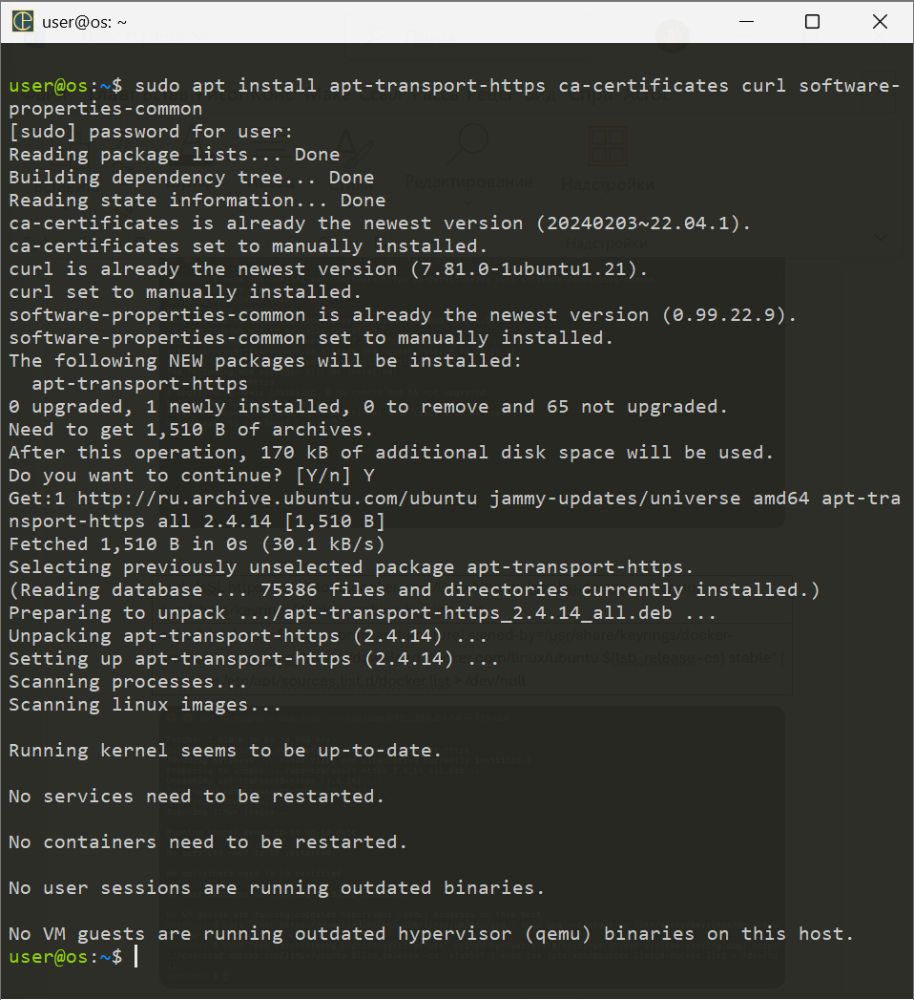 user@os: ~
user@os:~$ sudo apt install apt-transport-https ca-certificates curl software-
properties-common
[sudo] password for user:
Reading package lists... Done
Building dependency tree... Done
Reading state information... Done
ca-certificates is already the newest version (20240203~22.04.1).
ca-certificates set to manually installed.
curl is already the newest version (7.81.0-1ubuntu1.21).
curl set to manually installed.
software-properties-common is already the newest version (0.99.22.9).
software-properties-common set to manually installed.
The following NEW packages will be installed:
  apt-transport-https
0 upgraded, 1 newly installed, 0 to remove and 65 not upgraded.
Need to get 1,510 B of archives.
After this operation, 170 kB of additional disk space will be used.
Do you want to continue? [Y/n] Y
Get:1 http://ru.archive.ubuntu.com/ubuntu jammy-updates/universe amd64 apt-tra
nsport-https all 2.4.14 [1,510 B]
Fetched 1,510 B in 0s (30.1 kB/s)
Selecting previously unselected package apt-transport-https.
(Reading database ... 75386 files and directories currently installed.)
Preparing to unpack .../apt-transport-https_2.4.14_all.deb ...
Unpacking apt-transport-https (2.4.14) ...
Setting up apt-transport-https (2.4.14) ...
Scanning processes...
Scanning linux images...
Running kernel seems to be up-to-date.
No services need to be restarted.
No containers need to be restarted.
No user sessions are running outdated binaries.
No VM guests are running outdated hypervisor (qemu) binaries on this host.
user@os:~$